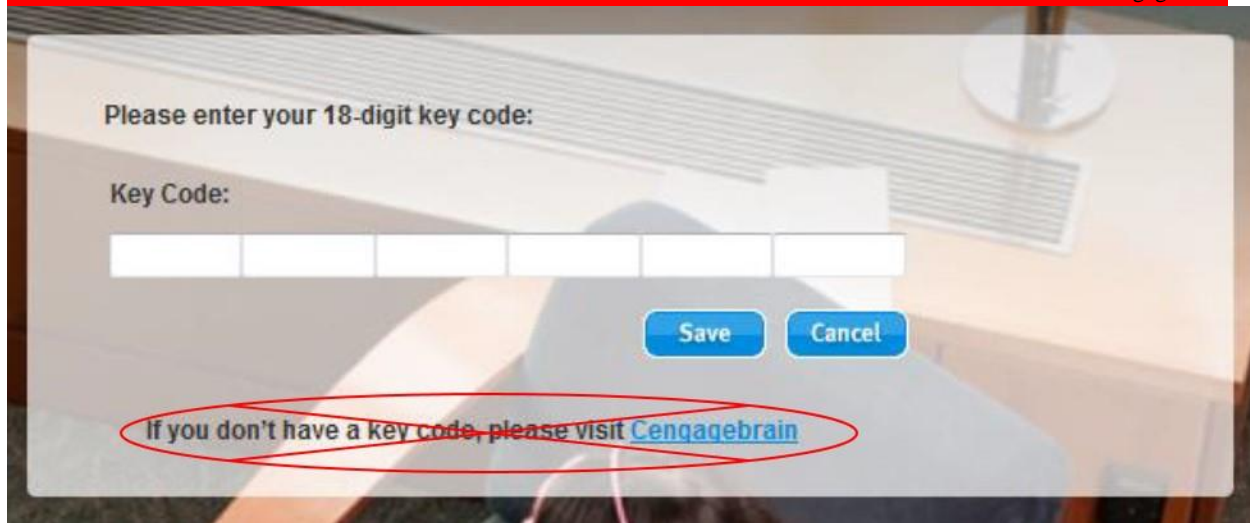 Please enter your 18-digit key code:
Key Code:
Save Cancel
If you don't have a key code, please visit Cengagebrain